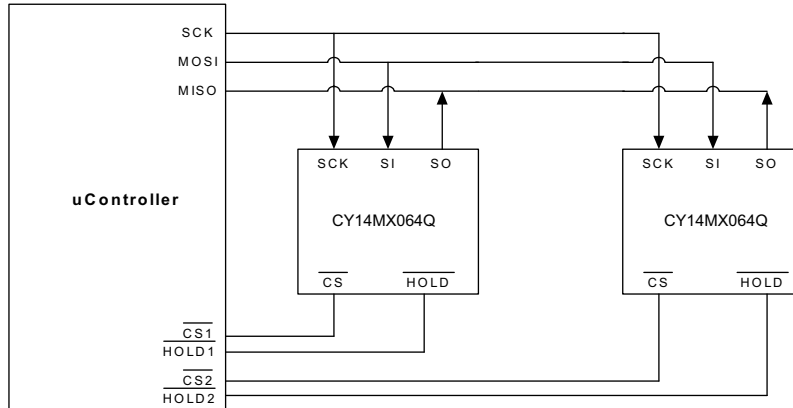 SCK
MOSI
MISO
SCK SI SO
SCK SI SO
uController
CY14MX064Q
CY14MX064Q
CS HOLD
CS HOLD
CS1
HOLD1
CS2
HOLD2